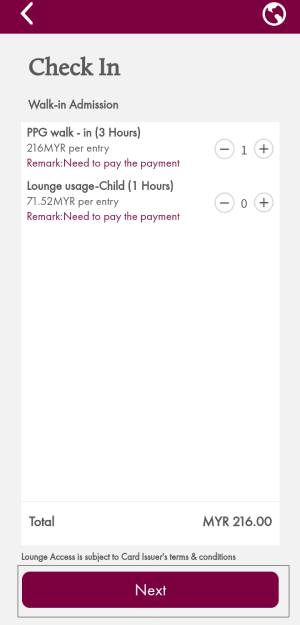 Check In
Walk-in Admission
PPG walk - in (3 Hours)
216MYR per entry
1
Remark:Need to pay the payment
Lounge usage-Child (1 Hours)
71.52MYR per entry
0
Remark:Need to pay the payment
Total MYR 216.00
Lounge Access is subject to Card Issuer's terms & conditions
Next